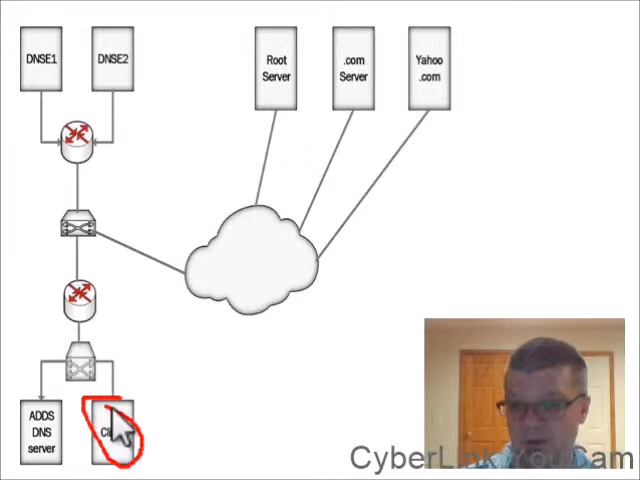 DNSE1
DNSE2
Root
Server
.com
Server
Yahoo
.com
ADDS
DNS
server
CyberLink YouCam